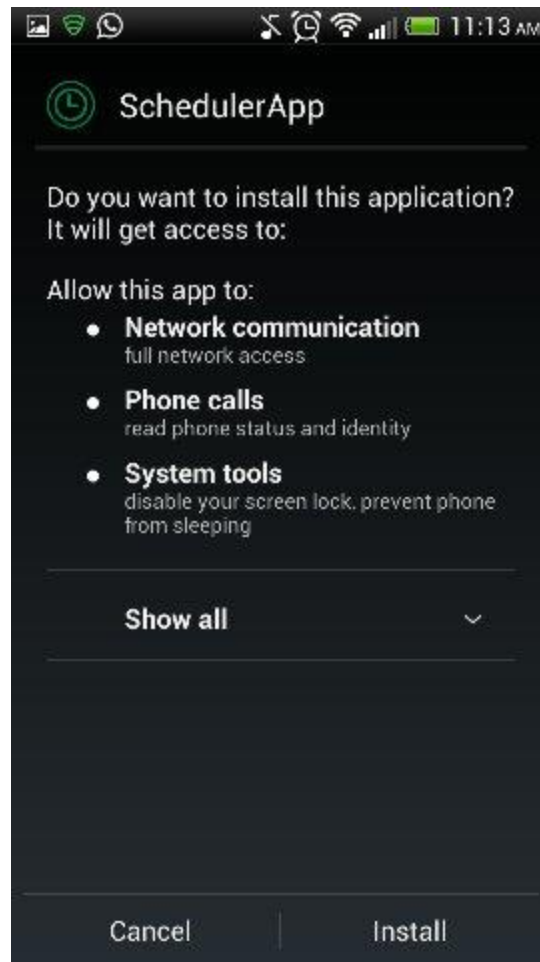 11:13 AM
SchedulerApp
Do you want to install this application?
It will get access to:
Allow this app to:
Network communication
full network access
Phone calls
read phone status and identity
System tools
disable your screen lock, prevent phone
from sleeping
Show all
Cancel
Install